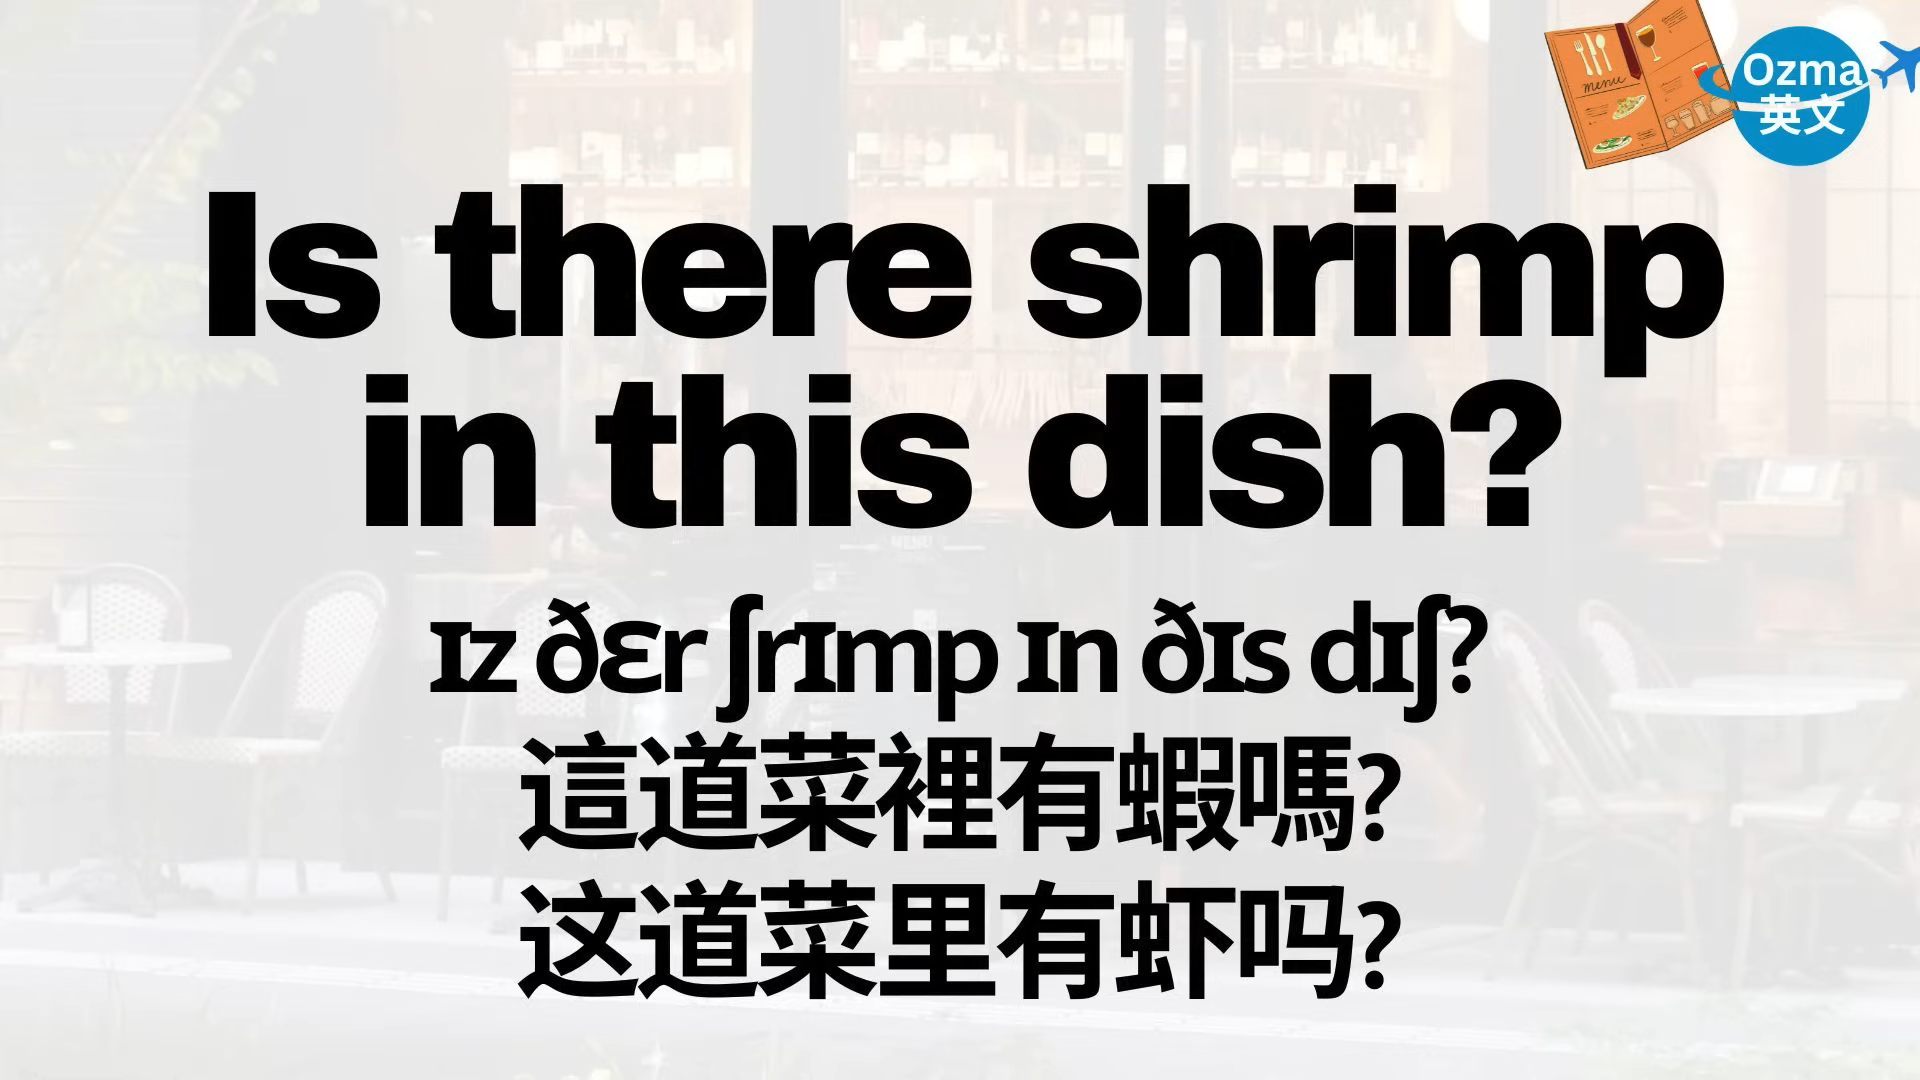 menu
Ozma
英文
Is there shrimp
in this dish?
ɪz ðɛr ʃrɪmp ɪn ðɪs dɪʃ?
這道菜裡有蝦嗎?
这道菜里有虾吗?